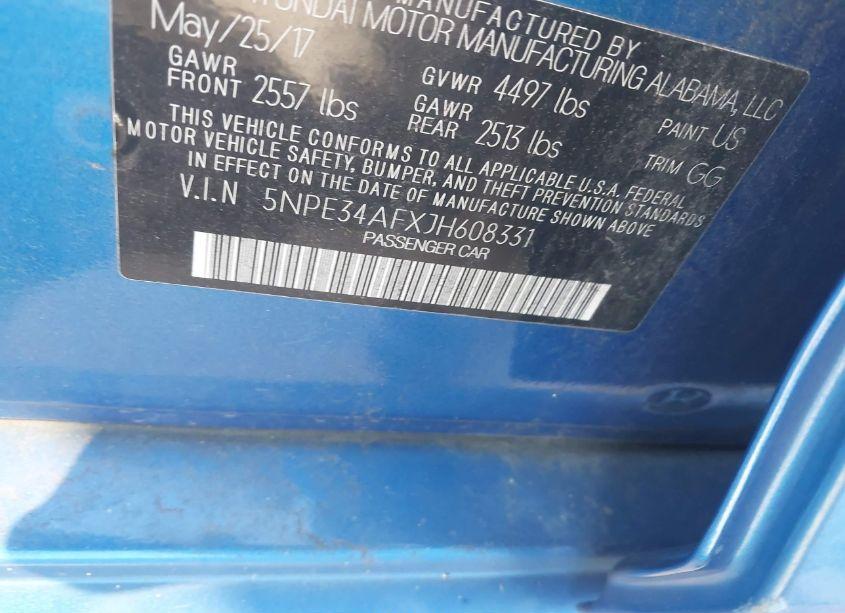 MANUFACTURED BY
HYUNDAI MOTOR MANUFACTURING ALABAMA, LLC
May/25/17
GAWR FRONT 2557 lbs
GVWR 4497 lbs
GAWR REAR 2513 lbs
PAINT US
TRIM GG
THIS VEHICLE CONFORMS TO ALL APPLICABLE U.S.A. FEDERAL
MOTOR VEHICLE SAFETY, BUMPER, AND THEFT PREVENTION STANDARDS
IN EFFECT ON THE DATE OF MANUFACTURE SHOWN ABOVE
V.I.N 5NPE34AFXJH608331
PASSENGER CAR